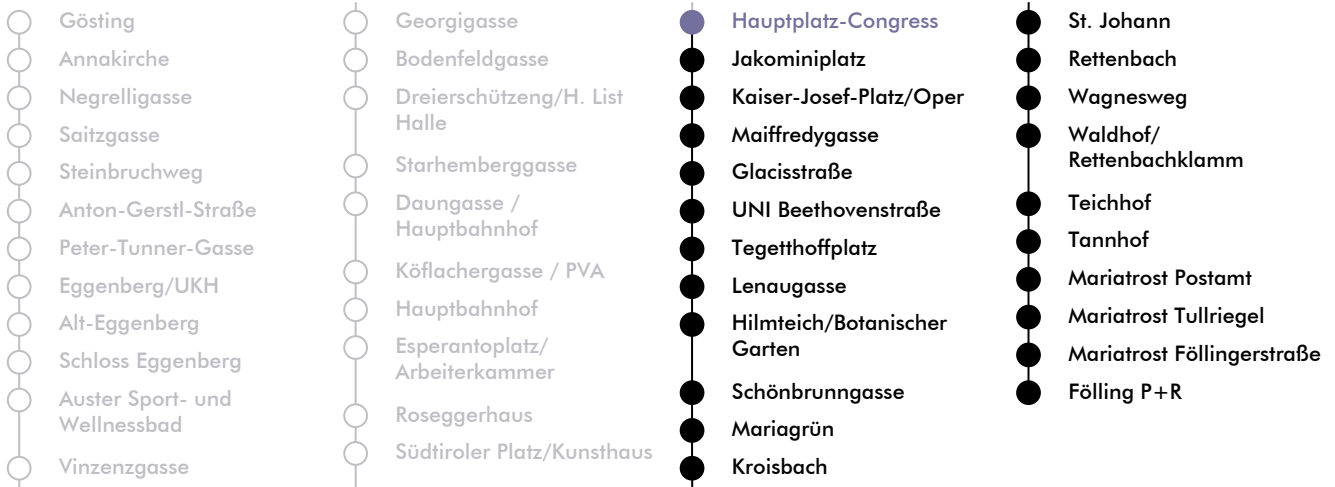 Gösting
Annakirche
Negrelligasse
Saitzgasse
Steinbruchweg
Anton-Gerstl-Straße
Peter-Tunner-Gasse
Eggenberg/UKH
Alt-Eggenberg
Schloss Eggenberg
Auster Sport- und
Wellnessbad
Vinzenzgasse
Georgigasse
Bodenfeldgasse
Dreierschützeng/H. List
Halle
Starhemberggasse
Daungasse /
Hauptbahnhof
Köflachergasse / PVA
Hauptbahnhof
Esperantoplatz/
Arbeiterkammer
Roseggerhaus
Südtiroler Platz/Kunsthaus
Hauptplatz-Congress
Jakominiplatz
Kaiser-Josef-Platz/Oper
Maiffredygasse
Glacisstraße
UNI Beethovenstraße
Tegetthoffplatz
Lenaugasse
Hilmteich/Botanischer
Garten
Schönbrunngasse
Mariagrün
Kroisbach
St. Johann
Rettenbach
Wagnesweg
Waldhof/
Rettenbachklamm
Teichhof
Tannhof
Mariatrost Postamt
Mariatrost Tullriegel
Mariatrost Föllingerstraße
Fölling P+R